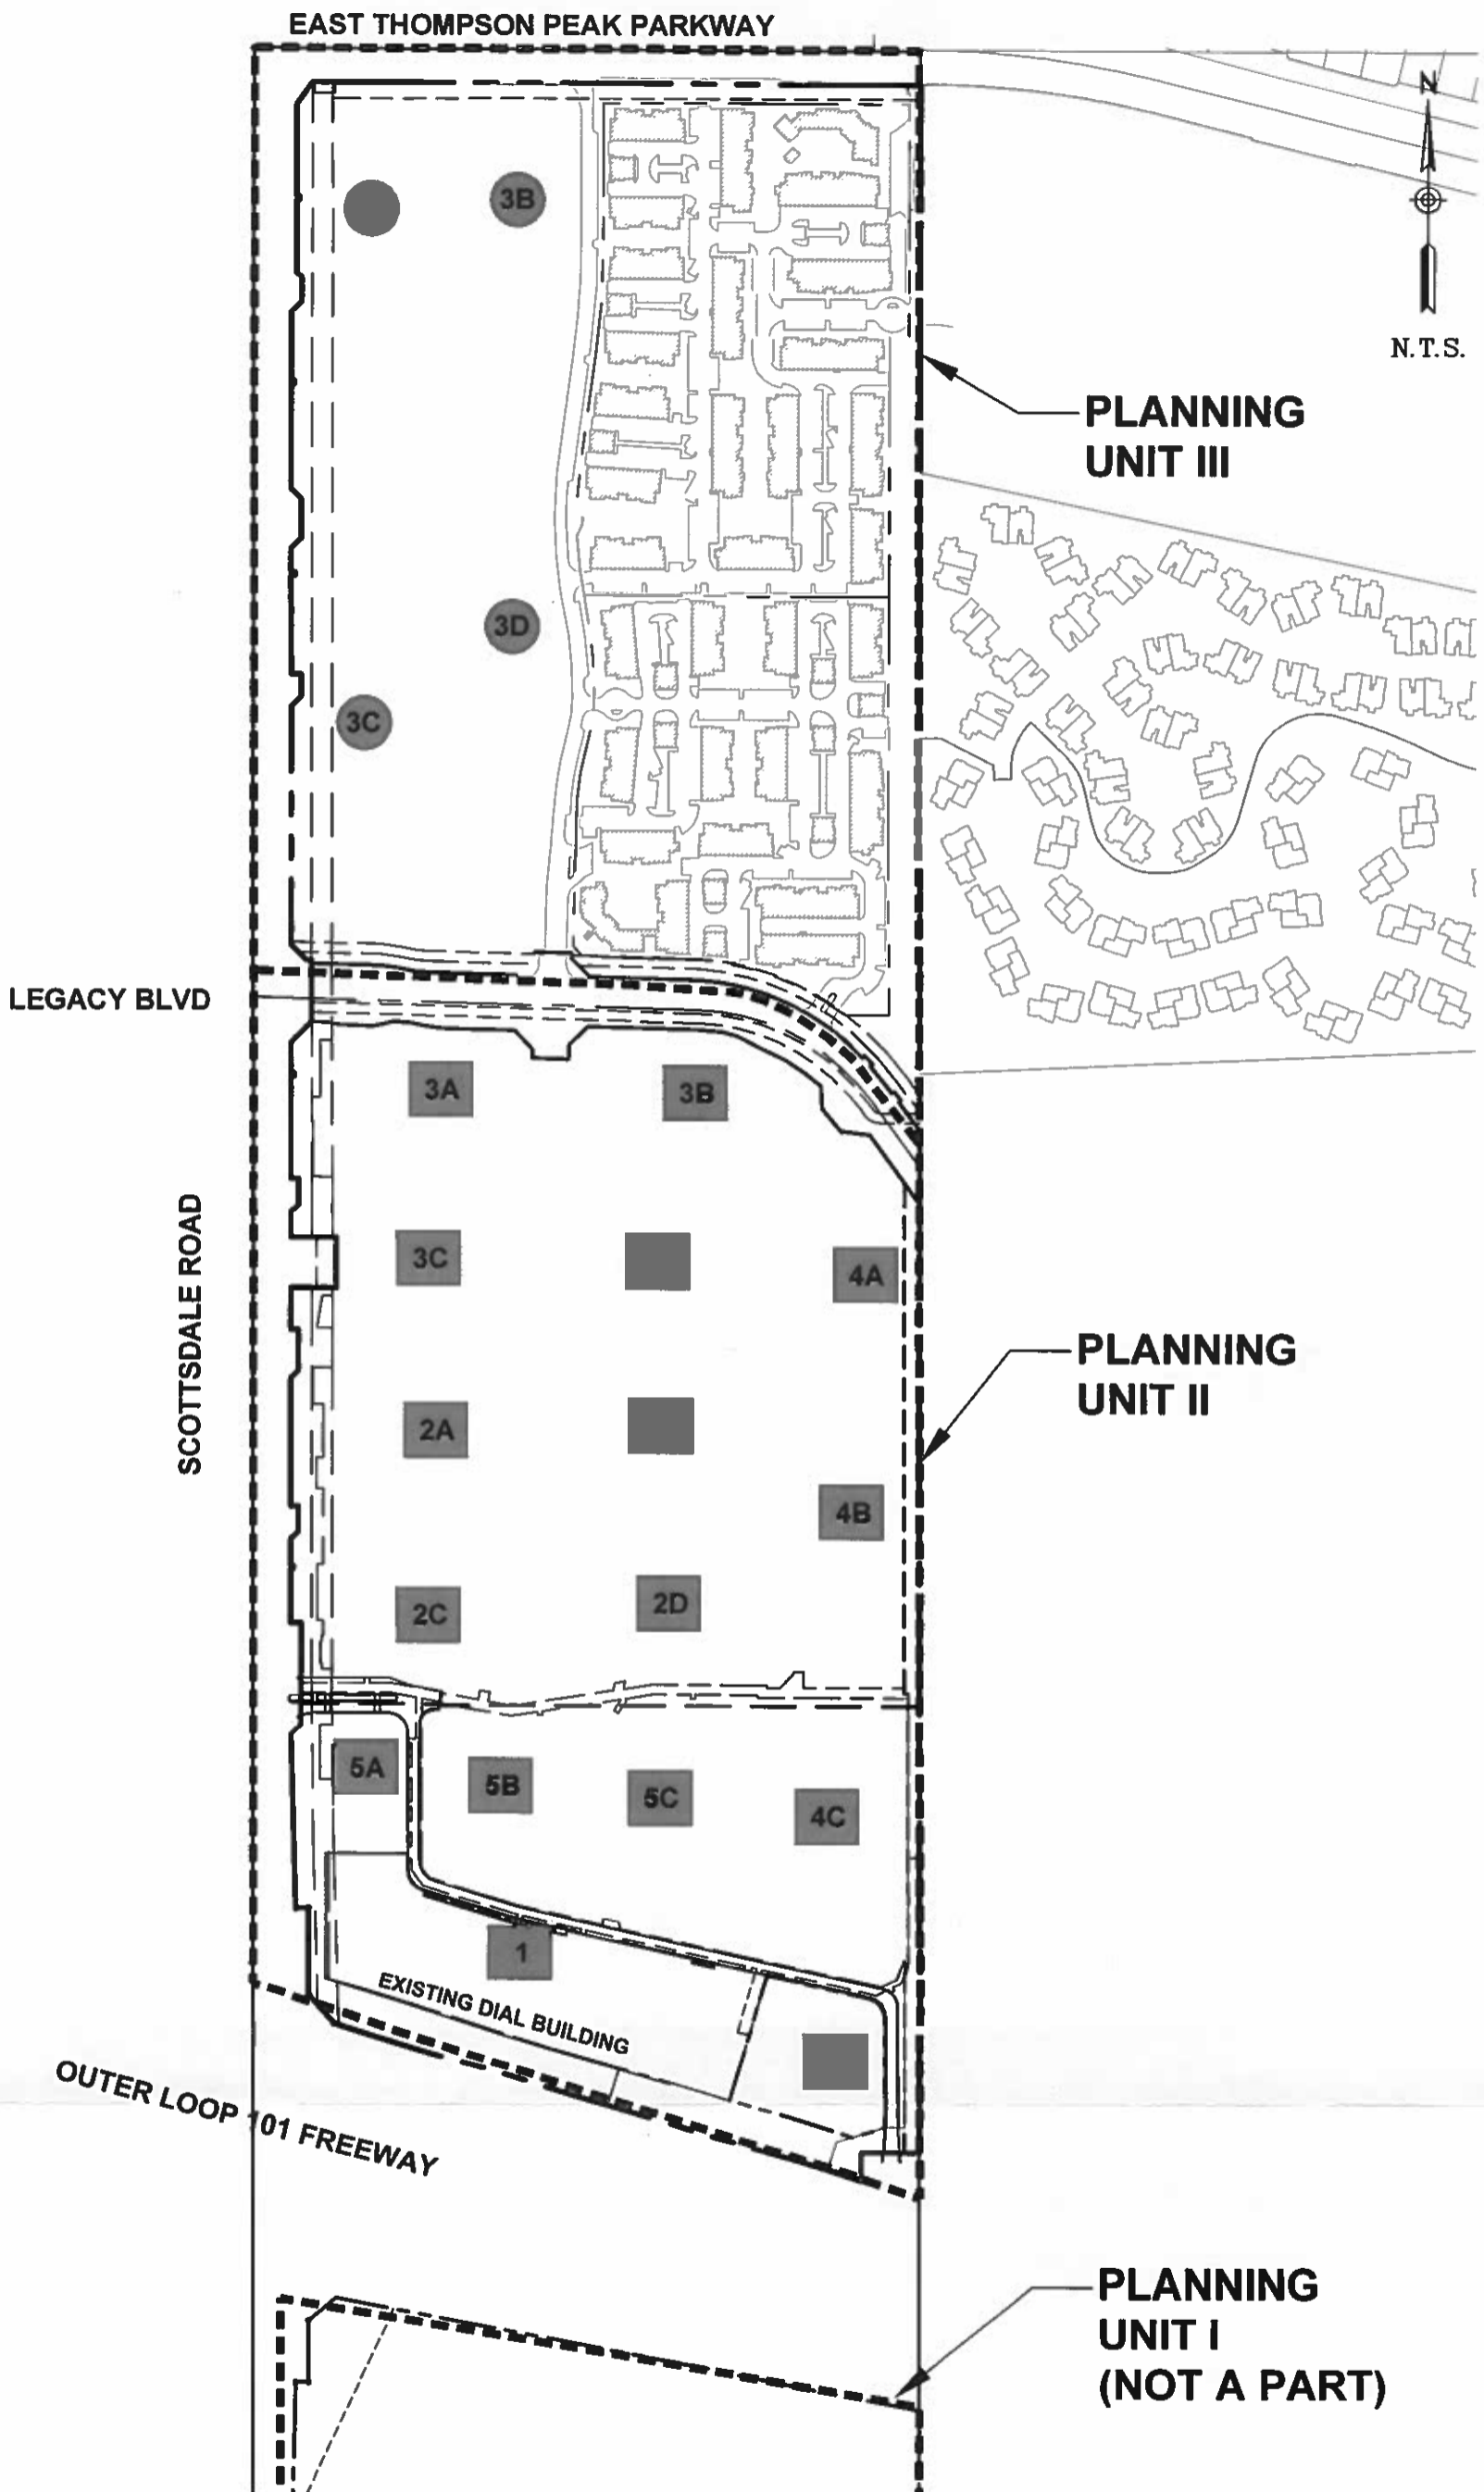 EAST THOMPSON PEAK PARKWAY
N
3B
N.T.S.
PLANNING
UNIT III
3D
3C
LEGACY BLVD
3A
3B
SCOTTSDALE ROAD
3C
4A
PLANNING
UNIT II
2A
4B
2C
2D
5A
5B
5C
4C
1
EXISTING DIAL BUILDING
OUTER LOOP 101 FREEWAY
PLANNING
UNIT I
(NOT A PART)